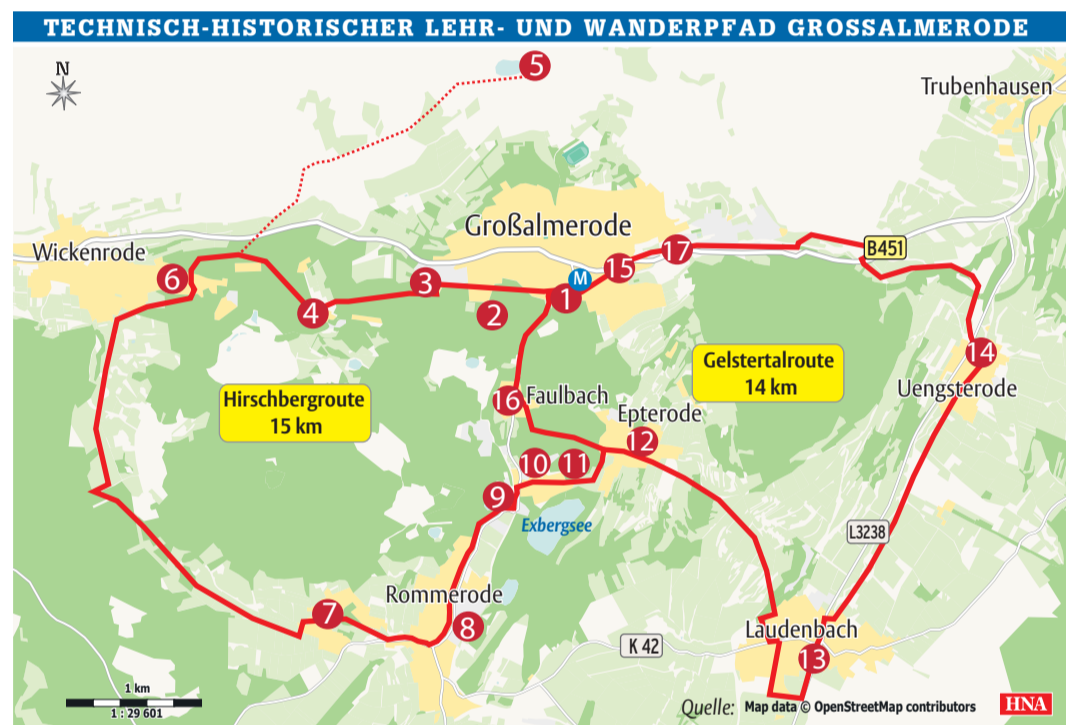 TECHNISCH-HISTORISCHER LEHR- UND WANDERPFAD GROSSALMERODE
N
5
Trubenhausen
Großalmerode
Wickenrode
B451
17
15
M
6
3
1
4
2
14
Gelstertalroute
14 km
Hirschbergroute
15 km
Uengsterode
16
Faulbach
Epterode
12
10
11
9
Exbergsee
L3238
Rommerode
7
8
Laudenbach
K 42
13
1 km
1 : 29 601
Quelle: Map data © OpenStreetMap contributors
HNA